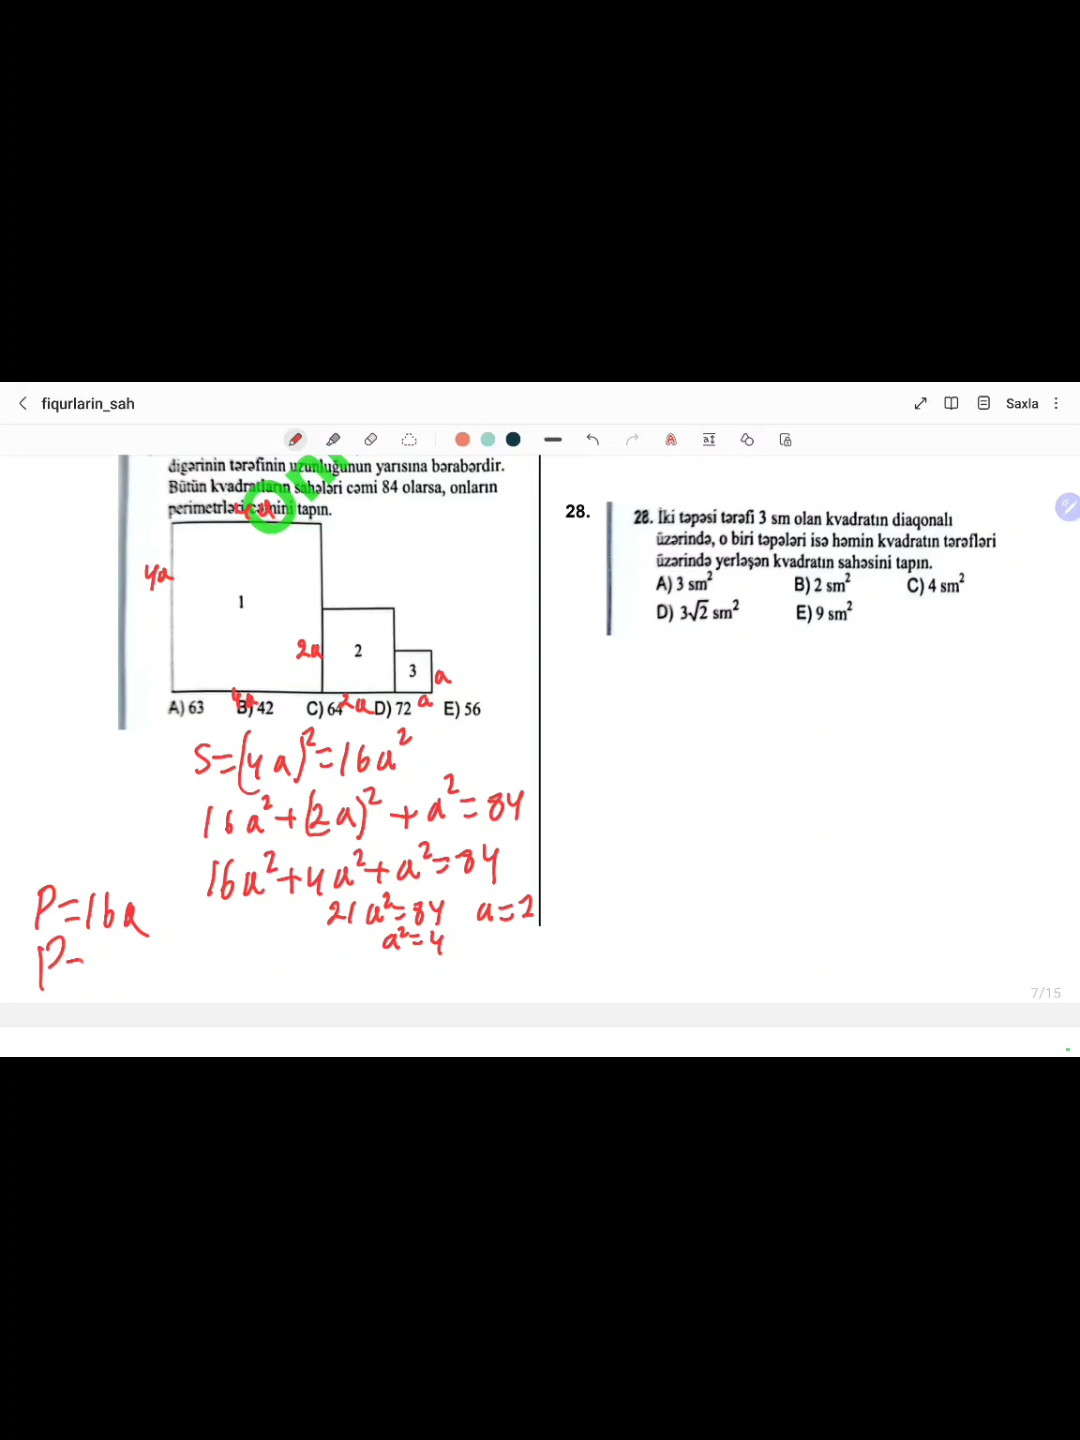 fiqurlarin_sah
Saxla
digərinin tərəfinin uzunluğunun yarısına bərabərdir.
Bütün kvadratların sahələri cəmi 84 olarsa, onların
perimetrləri cəmini tapın.
4a
4a
1
2a
2
3
a
4a
2a
a
A) 63 B) 42 C) 64 D) 72 E) 56
S=(4a)²=16a²
16a²+(2a)²+a²=84
16a²+4a²+a²=84
21a²=84 a=2
a²=4
P=16a
P=
28.
28. İki təpəsi tərəfi 3 sm olan kvadratın diaqonalı
üzərində, o biri təpələri isə həmin kvadratın tərəfləri
üzərində yerləşən kvadratın sahəsini tapın.
A) 3 sm² B) 2 sm² C) 4 sm²
D) 3√2 sm² E) 9 sm²
7/15